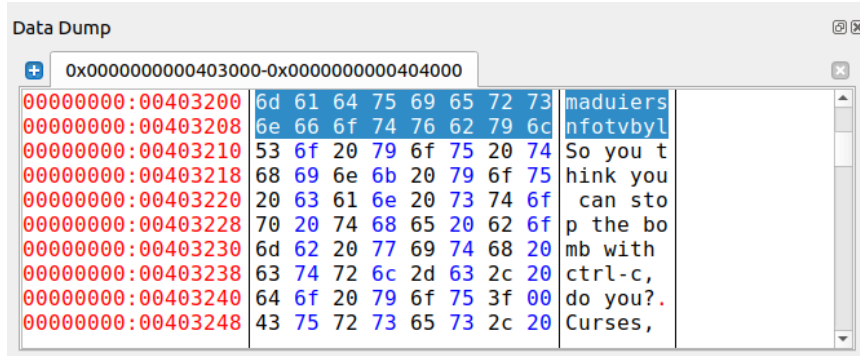 Data Dump
0x0000000000403000-0x0000000000404000
00000000:00403200 6d 61 64 75 69 65 72 73 maduiers
00000000:00403208 6e 66 6f 74 76 62 79 6c nfotvbyl
00000000:00403210 53 6f 20 79 6f 75 20 74 So you t
00000000:00403218 68 69 6e 6b 20 79 6f 75 hink you
00000000:00403220 20 63 61 6e 20 73 74 6f  can sto
00000000:00403228 70 20 74 68 65 20 62 6f p the bo
00000000:00403230 6d 62 20 77 69 74 68 20 mb with
00000000:00403238 63 74 72 6c 2d 63 2c 20 ctrl-c,
00000000:00403240 64 6f 20 79 6f 75 3f 00 do you?.
00000000:00403248 43 75 72 73 65 73 2c 20 Curses,